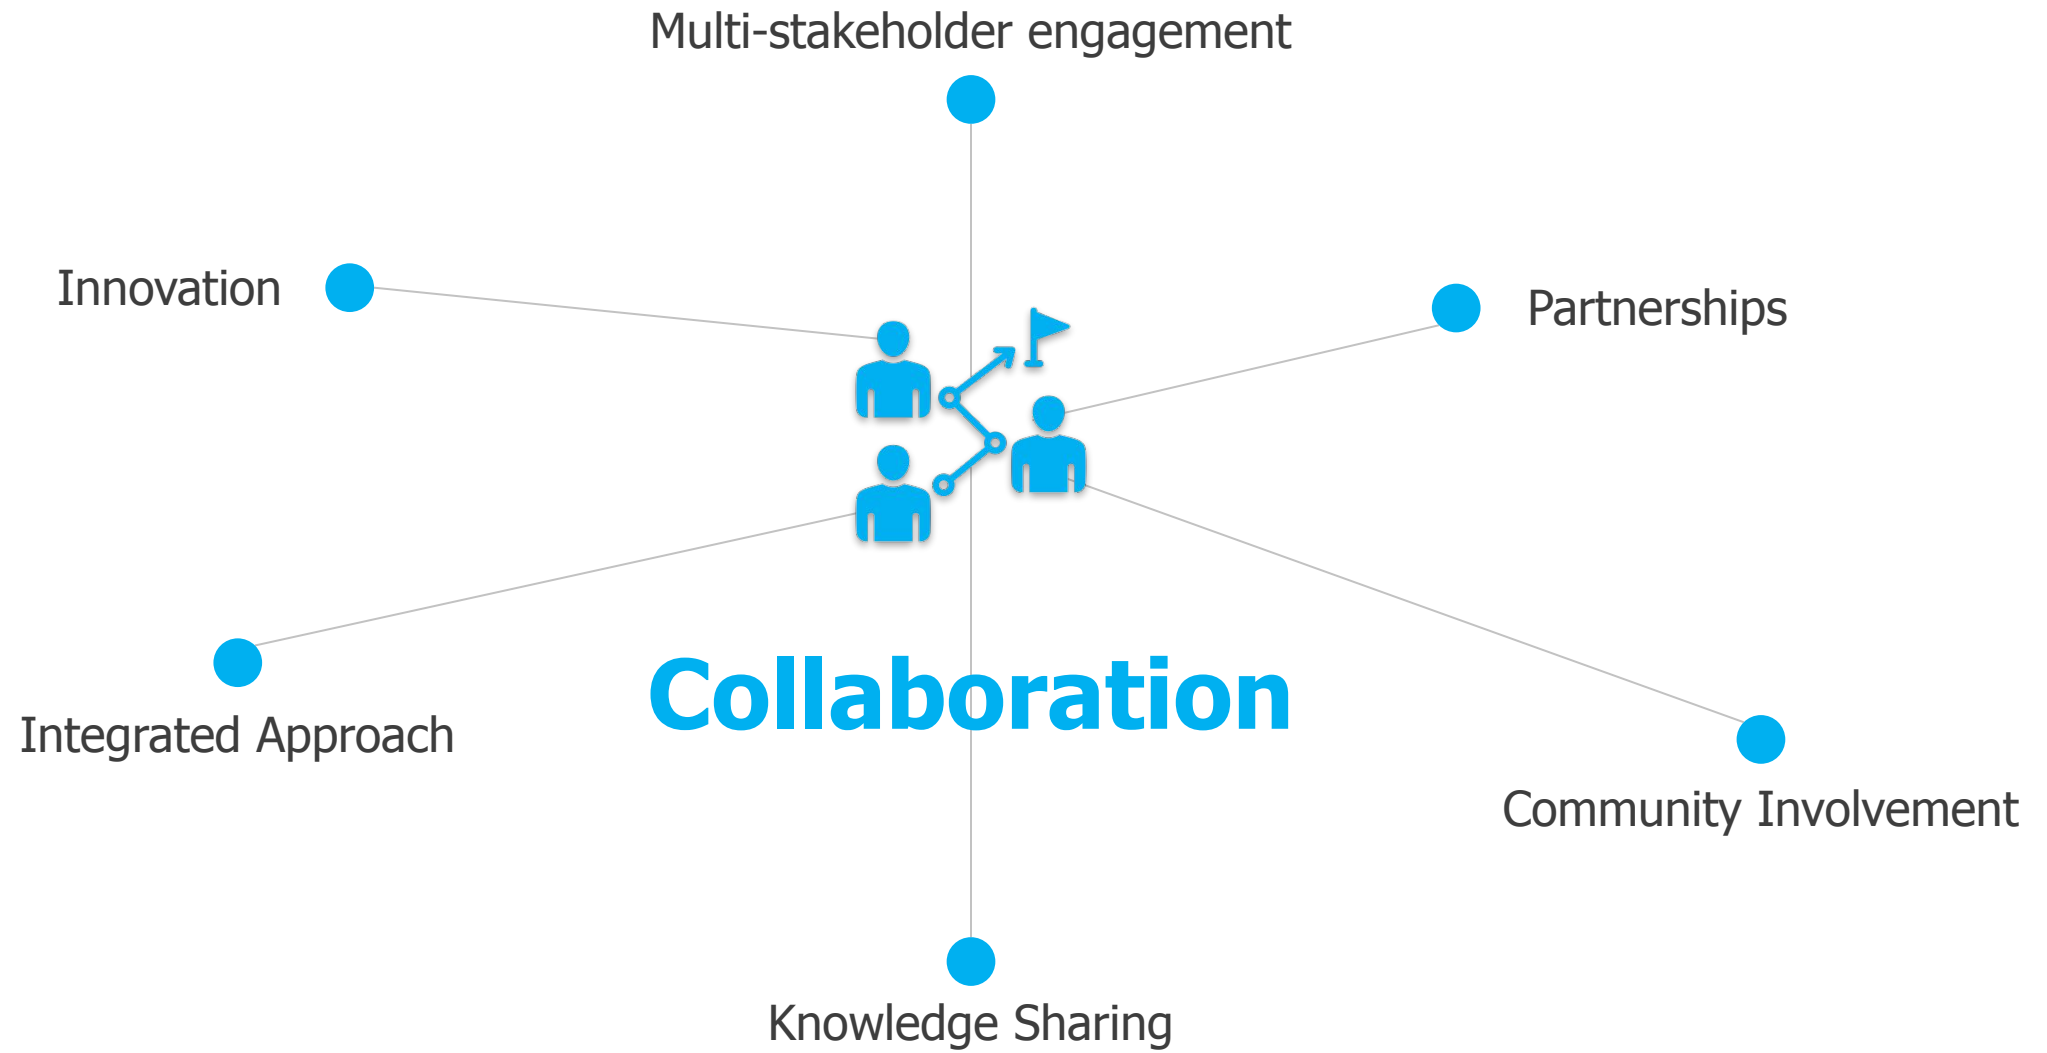 Multi-stakeholder engagement
Innovation
Partnerships
Collaboration
Integrated Approach
Community Involvement
Knowledge Sharing